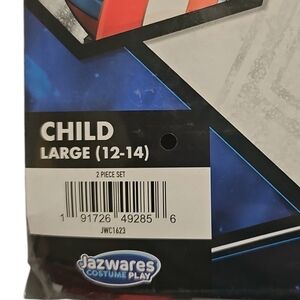 CHILD
LARGE (12-14)
2 PIECE SET
1 91726 49285 6
JWC1623
Jazwares
COSTUME PLAY